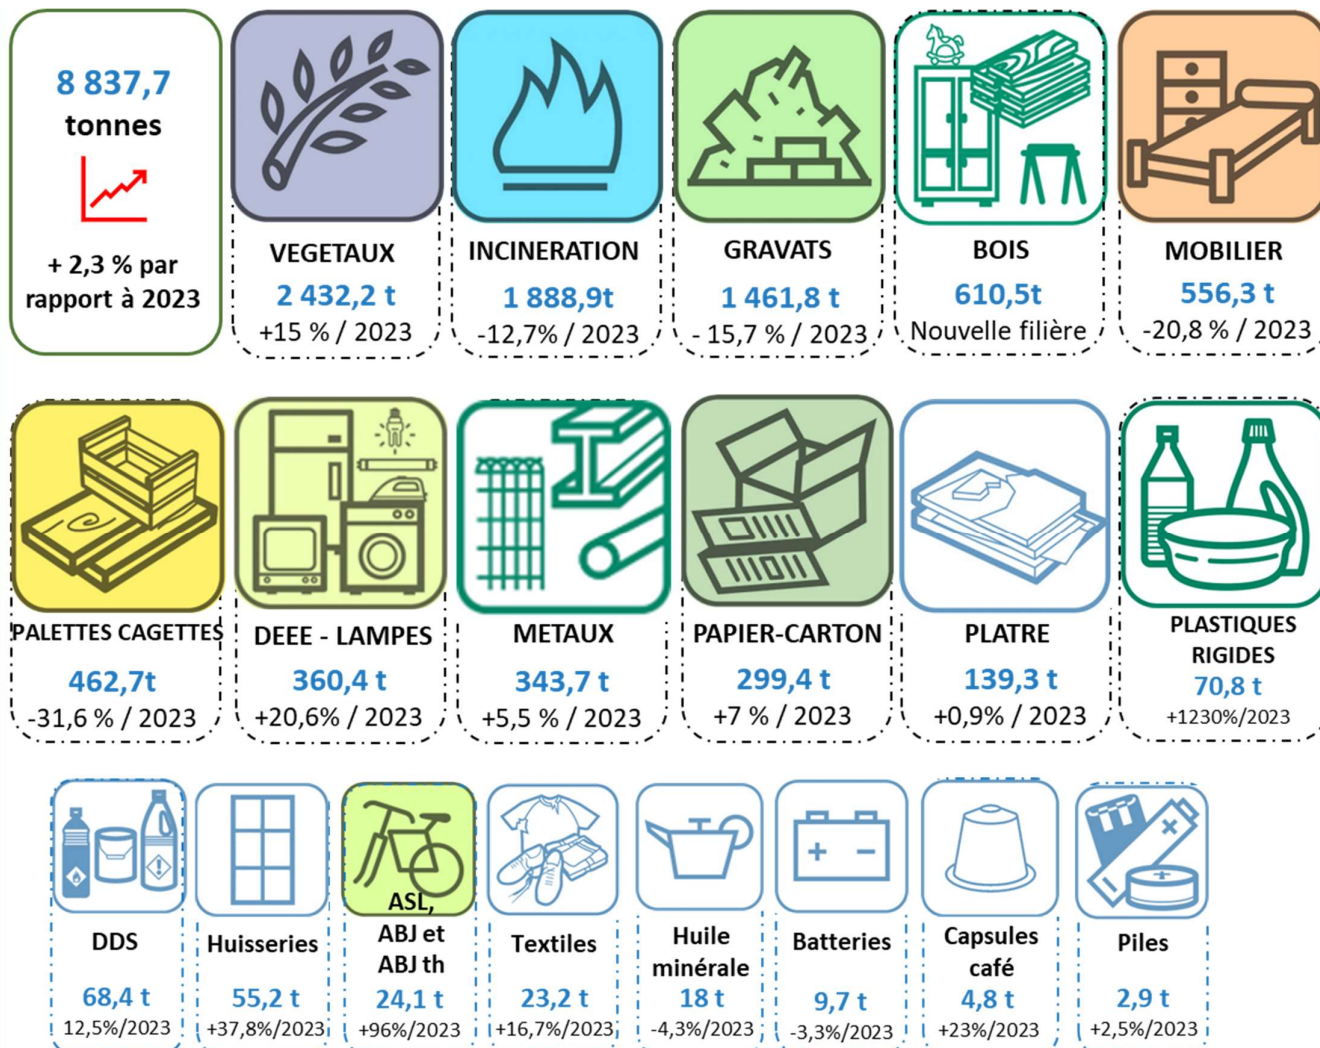 8 837,7
tonnes
+ 2,3 % par
rapport à 2023
VEGETAUX
2 432,2 t
+15 % / 2023
INCINERATION
1 888,9t
-12,7% / 2023
GRAVATS
1 461,8 t
- 15,7 % / 2023
BOIS
610,5t
Nouvelle filière
MOBILIER
556,3 t
-20,8 % / 2023
PALETTES CAGETTES
462,7t
-31,6 % / 2023
DEEE - LAMPES
360,4 t
+20,6% / 2023
METAUX
343,7 t
+5,5 % / 2023
PAPIER-CARTON
299,4 t
+7 % / 2023
PLATRE
139,3 t
+0,9% / 2023
PLASTIQUES
RIGIDES
70,8 t
+1230%/2023
DDS
68,4 t
12,5%/2023
Huisseries
55,2 t
+37,8%/2023
ASL,
ABJ et
ABJ th
24,1 t
+96%/2023
Textiles
23,2 t
+16,7%/2023
Huile
minérale
18 t
-4,3%/2023
Batteries
9,7 t
-3,3%/2023
Capsules
café
4,8 t
+23%/2023
Piles
2,9 t
+2,5%/2023